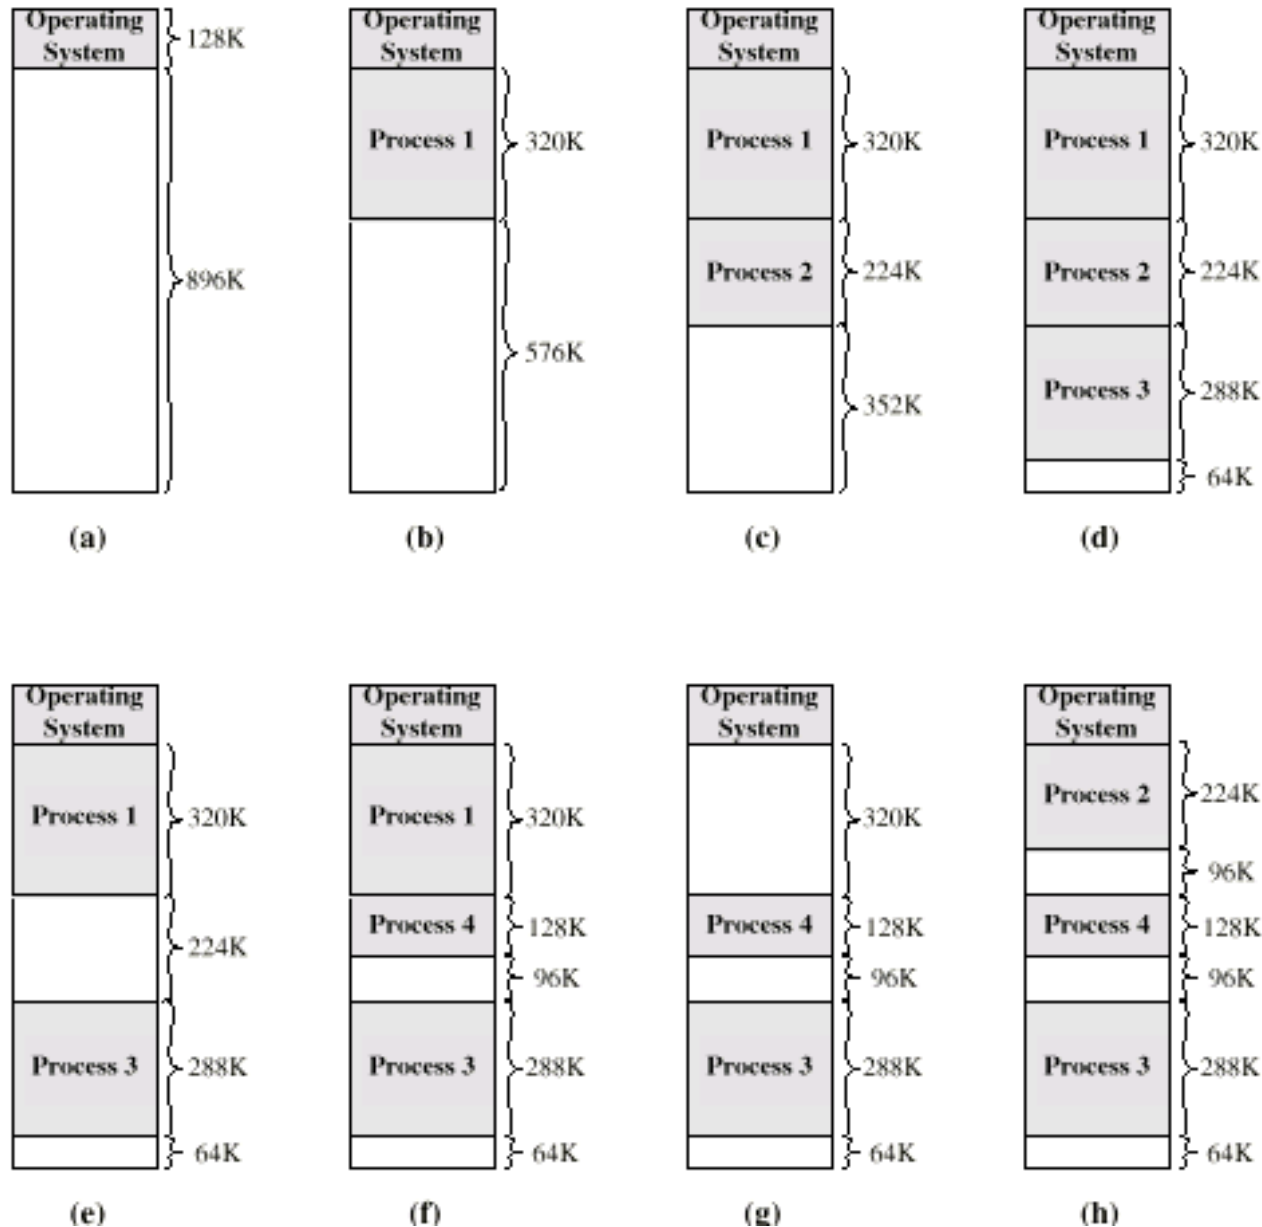 Operating
System
128K
896K
(a)
Operating
System
Process 1
320K
576K
(b)
Operating
System
Process 1
320K
Process 2
224K
352K
(c)
Operating
System
Process 1
320K
Process 2
224K
Process 3
288K
64K
(d)
Operating
System
Process 1
320K
224K
Process 3
288K
64K
(e)
Operating
System
Process 1
320K
Process 4
128K
96K
Process 3
288K
64K
(f)
Operating
System
320K
Process 4
128K
96K
Process 3
288K
64K
(g)
Operating
System
Process 2
224K
96K
Process 4
128K
96K
Process 3
288K
64K
(h)